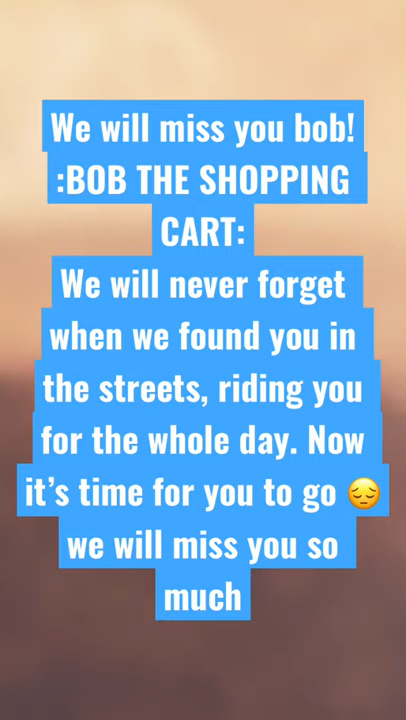 We will miss you bob!
:BOB THE SHOPPING
CART:
We will never forget
when we found you in
the streets, riding you
for the whole day. Now
it’s time for you to go 😔
we will miss you so
much